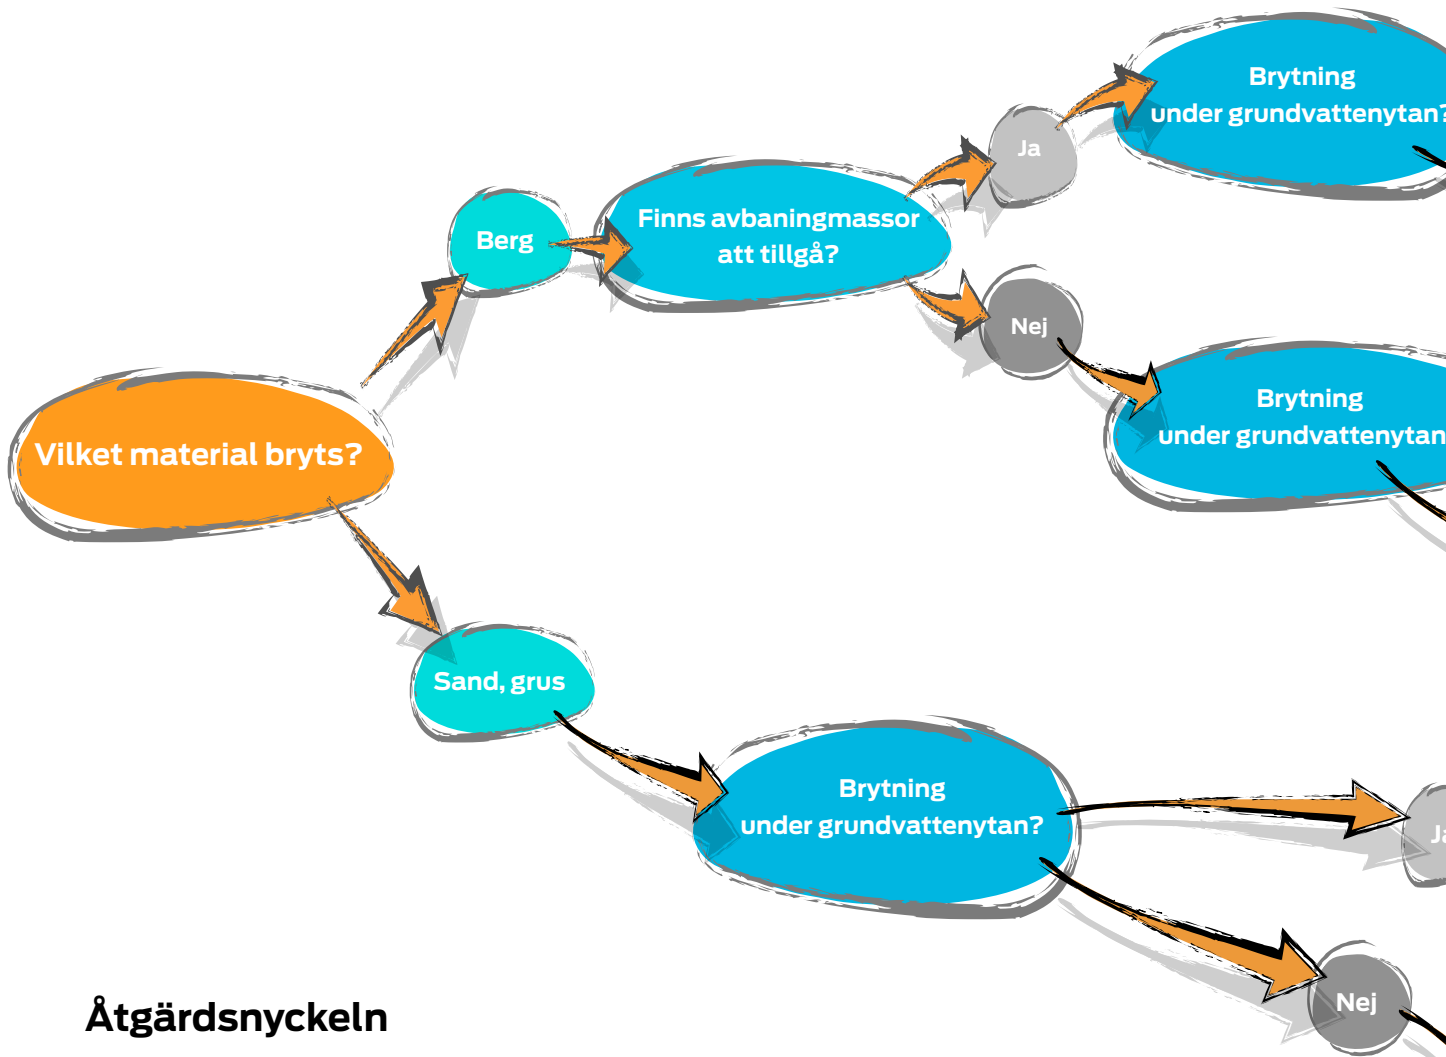 Brytning
under grundvattenytan?
Ja
Finns avbaningmassor
att tillgå?
Berg
Nej
Brytning
under grundvattenytan
Vilket material bryts?
Sand, grus
Brytning
under grundvattenytan?
Ja
Nej
Åtgärdsnyckeln